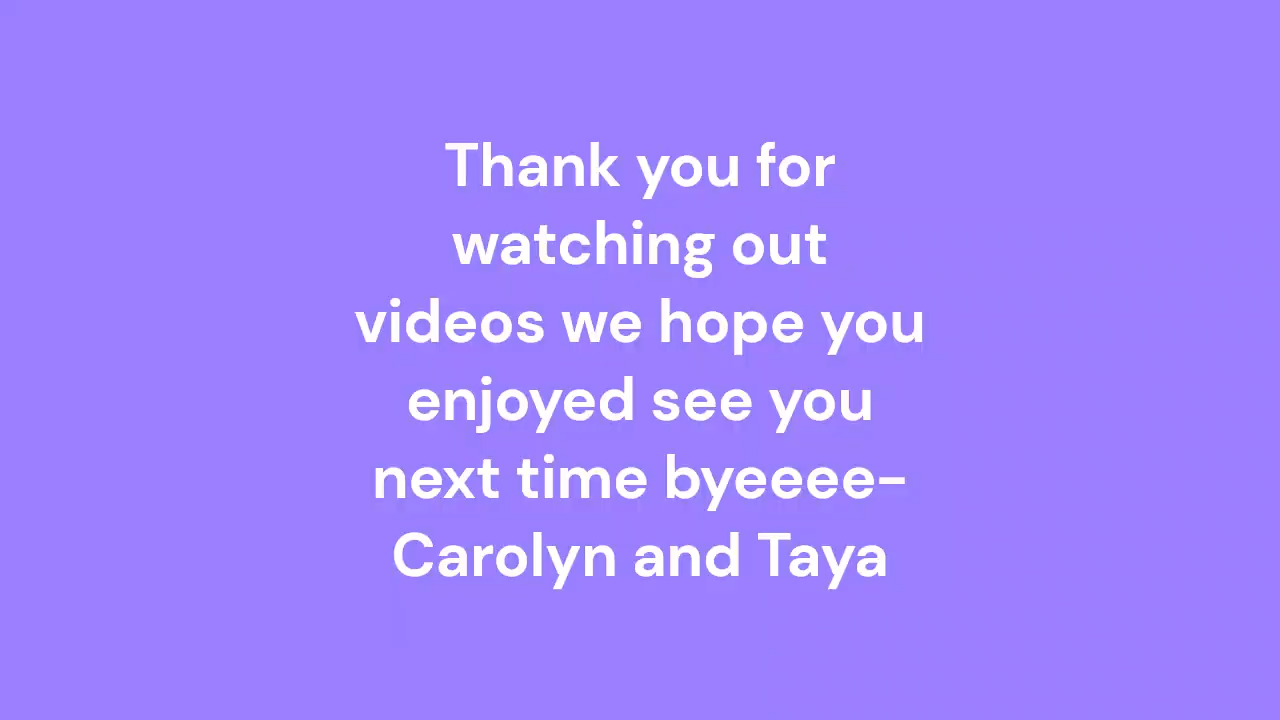 Thank you for
watching out
videos we hope you
enjoyed see you
next time byeeee-
Carolyn and Taya